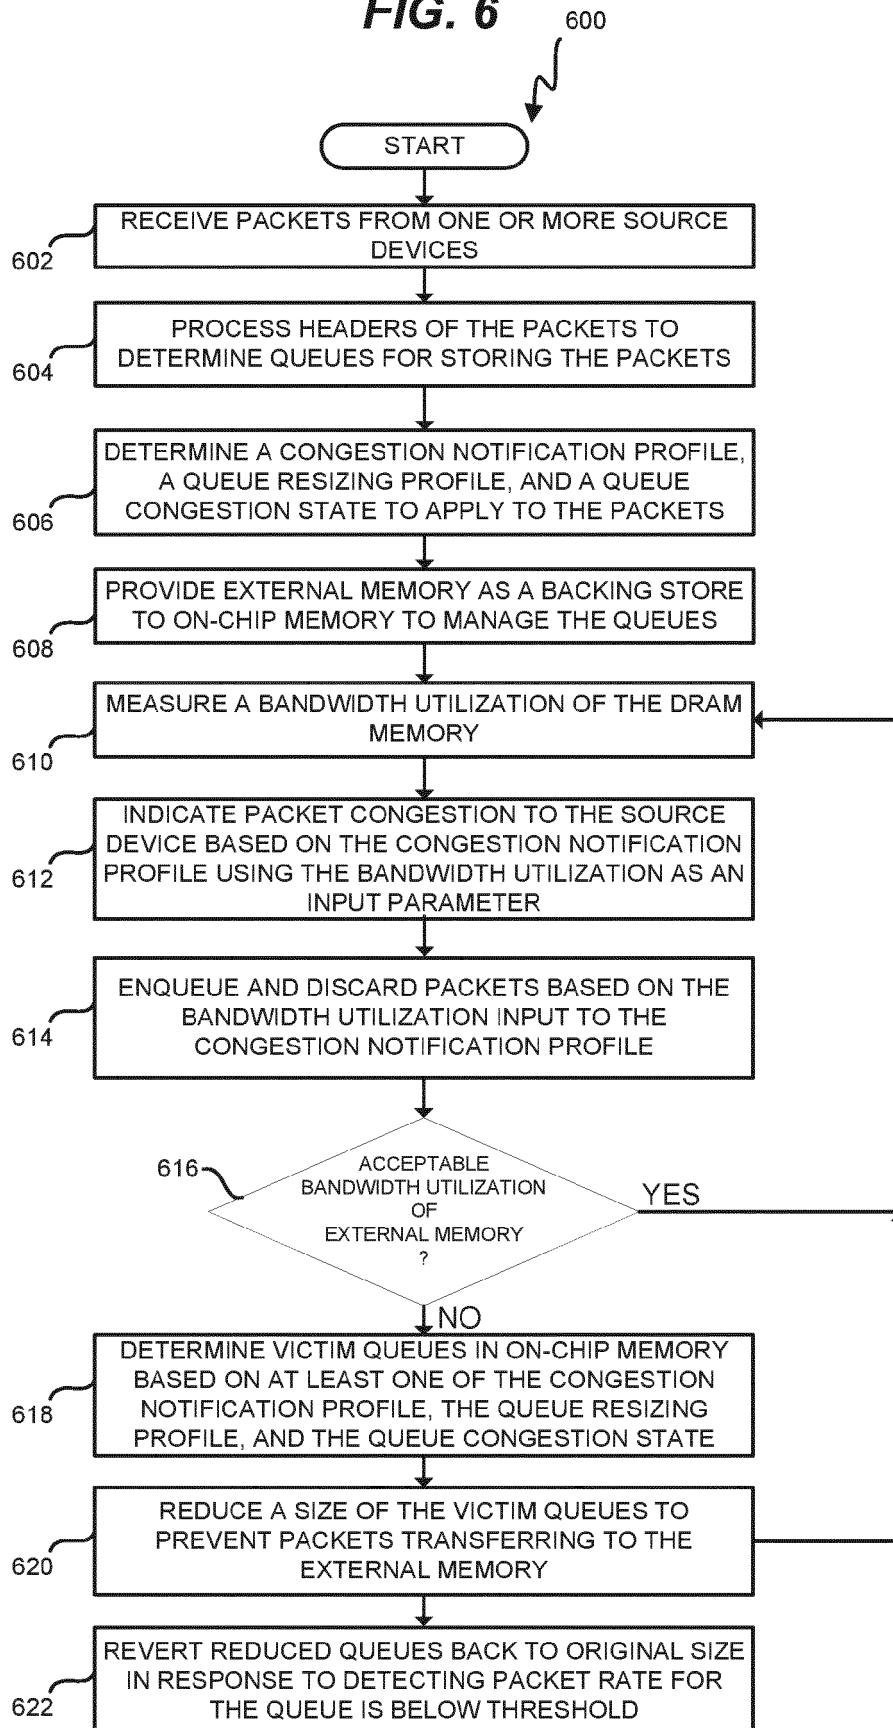 FIG. 6
600
START
RECEIVE PACKETS FROM ONE OR MORE SOURCE
DEVICES
602
PROCESS HEADERS OF THE PACKETS TO
DETERMINE QUEUES FOR STORING THE PACKETS
604
DETERMINE A CONGESTION NOTIFICATION PROFILE,
A QUEUE RESIZING PROFILE, AND A QUEUE
CONGESTION STATE TO APPLY TO THE PACKETS
606
PROVIDE EXTERNAL MEMORY AS A BACKING STORE
TO ON-CHIP MEMORY TO MANAGE THE QUEUES
608
MEASURE A BANDWIDTH UTILIZATION OF THE DRAM
MEMORY
610
INDICATE PACKET CONGESTION TO THE SOURCE
DEVICE BASED ON THE CONGESTION NOTIFICATION
PROFILE USING THE BANDWIDTH UTILIZATION AS AN
INPUT PARAMETER
612
ENQUEUE AND DISCARD PACKETS BASED ON THE
BANDWIDTH UTILIZATION INPUT TO THE
CONGESTION NOTIFICATION PROFILE
614
616
ACCEPTABLE
BANDWIDTH UTILIZATION
OF
EXTERNAL MEMORY
?
YES
NO
DETERMINE VICTIM QUEUES IN ON-CHIP MEMORY
BASED ON AT LEAST ONE OF THE CONGESTION
NOTIFICATION PROFILE, THE QUEUE RESIZING
PROFILE, AND THE QUEUE CONGESTION STATE
618
REDUCE A SIZE OF THE VICTIM QUEUES TO
PREVENT PACKETS TRANSFERRING TO THE
EXTERNAL MEMORY
620
REVERT REDUCED QUEUES BACK TO ORIGINAL SIZE
IN RESPONSE TO DETECTING PACKET RATE FOR
THE QUEUE IS BELOW THRESHOLD
622